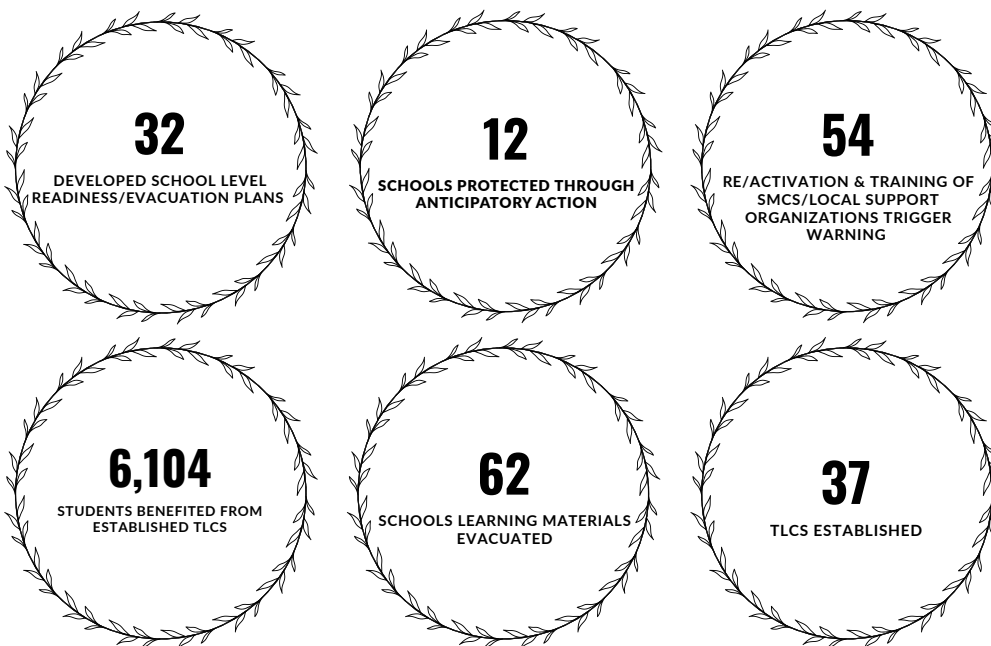 32
DEVELOPED SCHOOL LEVEL
READINESS/EVACUATION PLANS
12
SCHOOLS PROTECTED THROUGH
ANTICIPATORY ACTION
54
RE/ACTIVATION & TRAINING OF
SMCS/LOCAL SUPPORT
ORGANIZATIONS TRIGGER
WARNING
6,104
STUDENTS BENEFITED FROM
ESTABLISHED TLCS
62
SCHOOLS LEARNING MATERIALS
EVACUATED
37
TLCS ESTABLISHED